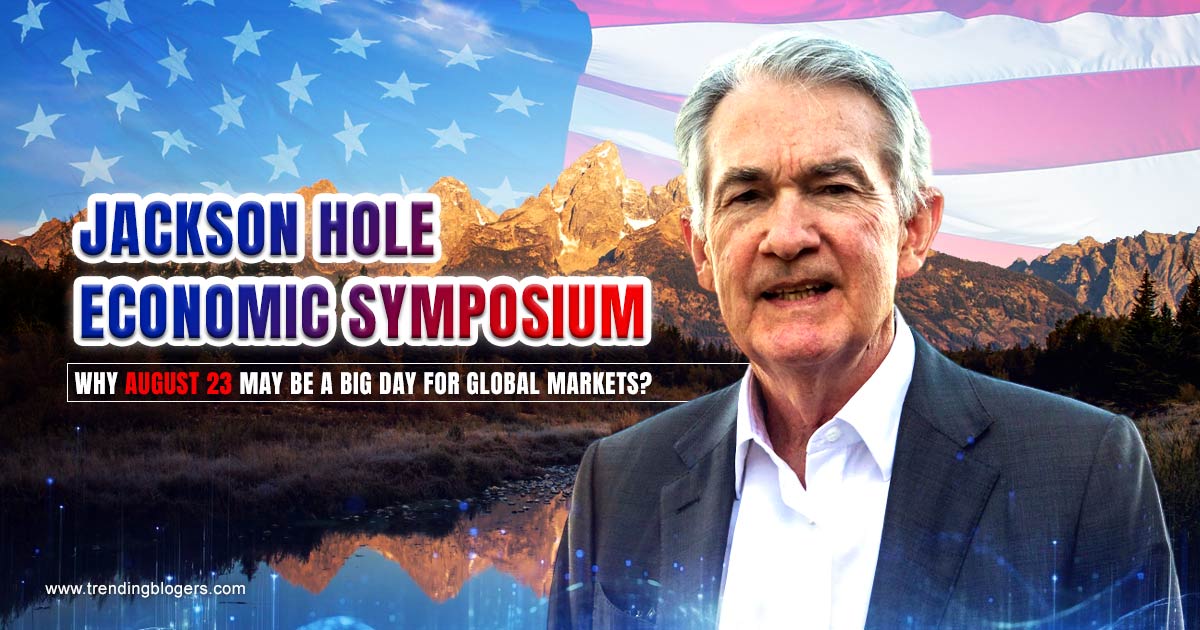 JACKSON HOLE
ECONOMIC SYMPOSIUM
WHY AUGUST 23 MAY BE A BIG DAY FOR GLOBAL MARKETS?
www.trendingblogers.com